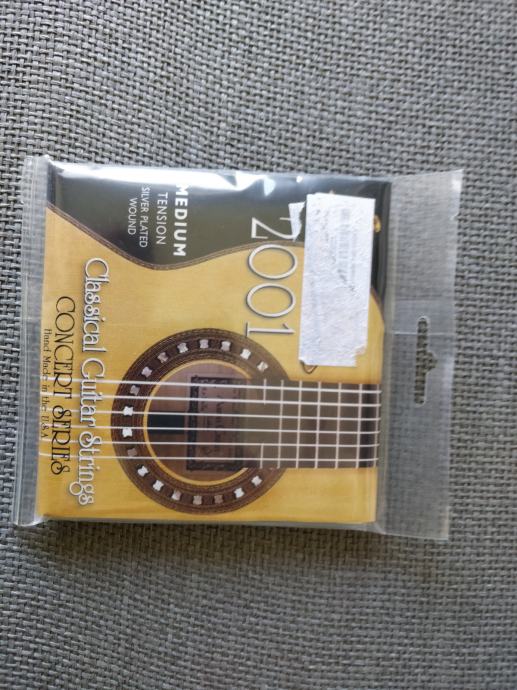 2001
MEDIUM
TENSION
SILVER PLATED
WOUND
Classical Guitar Strings
CONCERT SERIES
Hand Made in the U.S.A